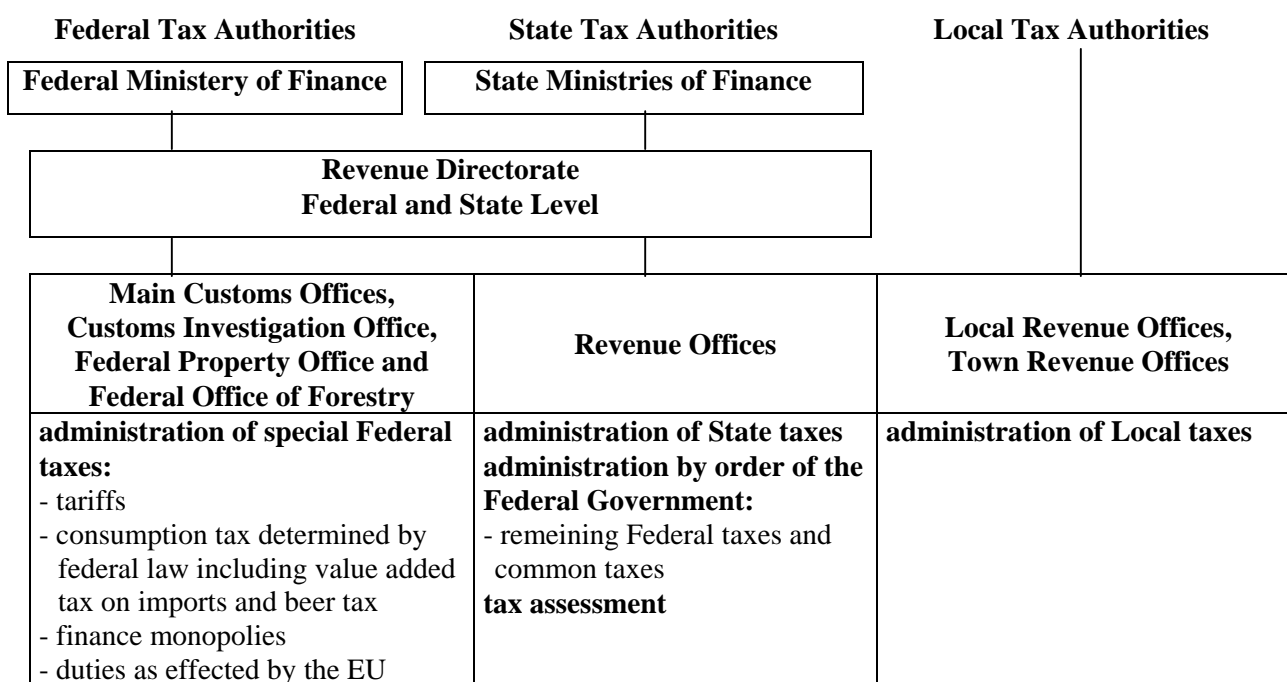 Federal Tax Authorities
State Tax Authorities
Local Tax Authorities
Federal Ministery of Finance
State Ministries of Finance
Revenue Directorate
Federal and State Level
Main Customs Offices,
Customs Investigation Office,
Federal Property Office and
Federal Office of Forestry
Revenue Offices
Local Revenue Offices,
Town Revenue Offices
administration of special Federal
taxes:
- tariffs
- consumption tax determined by
federal law including value added
tax on imports and beer tax
- finance monopolies
- duties as effected by the EU
administration of State taxes
administration by order of the
Federal Government:
- remeining Federal taxes and
common taxes
tax assessment
administration of Local taxes